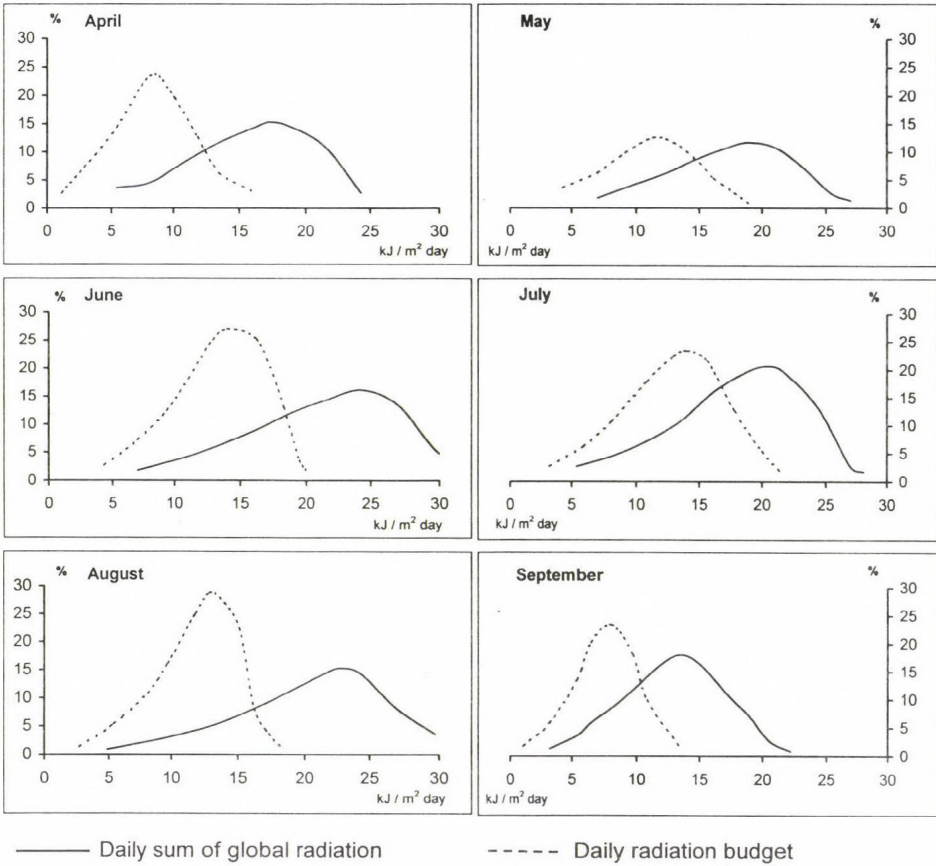 % April
30
25
20
15
10
5
0
0 5 10 15 20 25 30
kJ / m² day
May %
30
25
20
15
10
5
0
0 5 10 15 20 25 30
kJ / m² day
% June
30
25
20
15
10
5
0
0 5 10 15 20 25 30
kJ / m² day
July %
30
25
20
15
10
5
0
0 5 10 15 20 25 30
kJ / m² day
% August
30
25
20
15
10
5
0
0 5 10 15 20 25 30
kJ / m² day
September %
30
25
20
15
10
5
0
0 5 10 15 20 25 30
kJ / m² day
Daily sum of global radiation Daily radiation budget